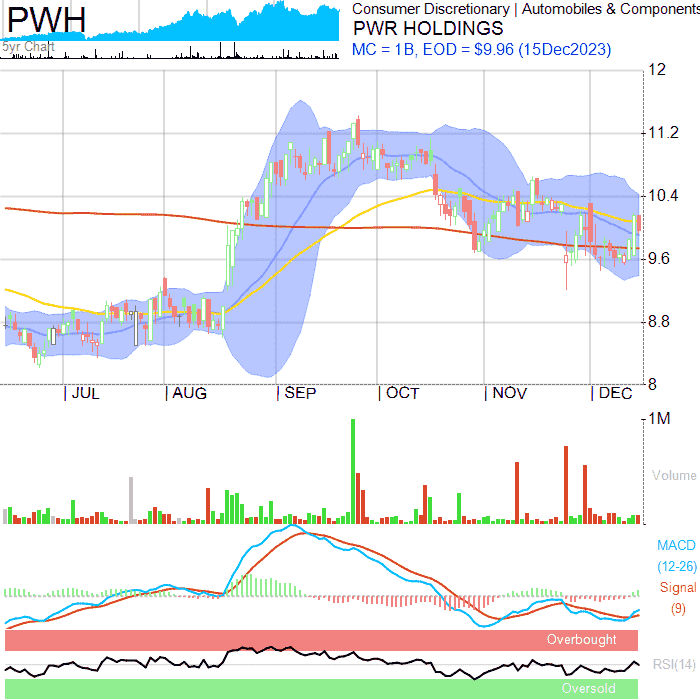 PWH
5yr Chart
Consumer Discretionary | Automobiles & Components
PWR HOLDINGS
MC = 1B, EOD = $9.96 (15Dec2023)
12
11.2
10.4
9.6
8.8
8
JUL AUG SEP OCT NOV DEC
1M
Volume
MACD
(12-26)
Signal
(9)
Overbought
RSI(14)
Oversold